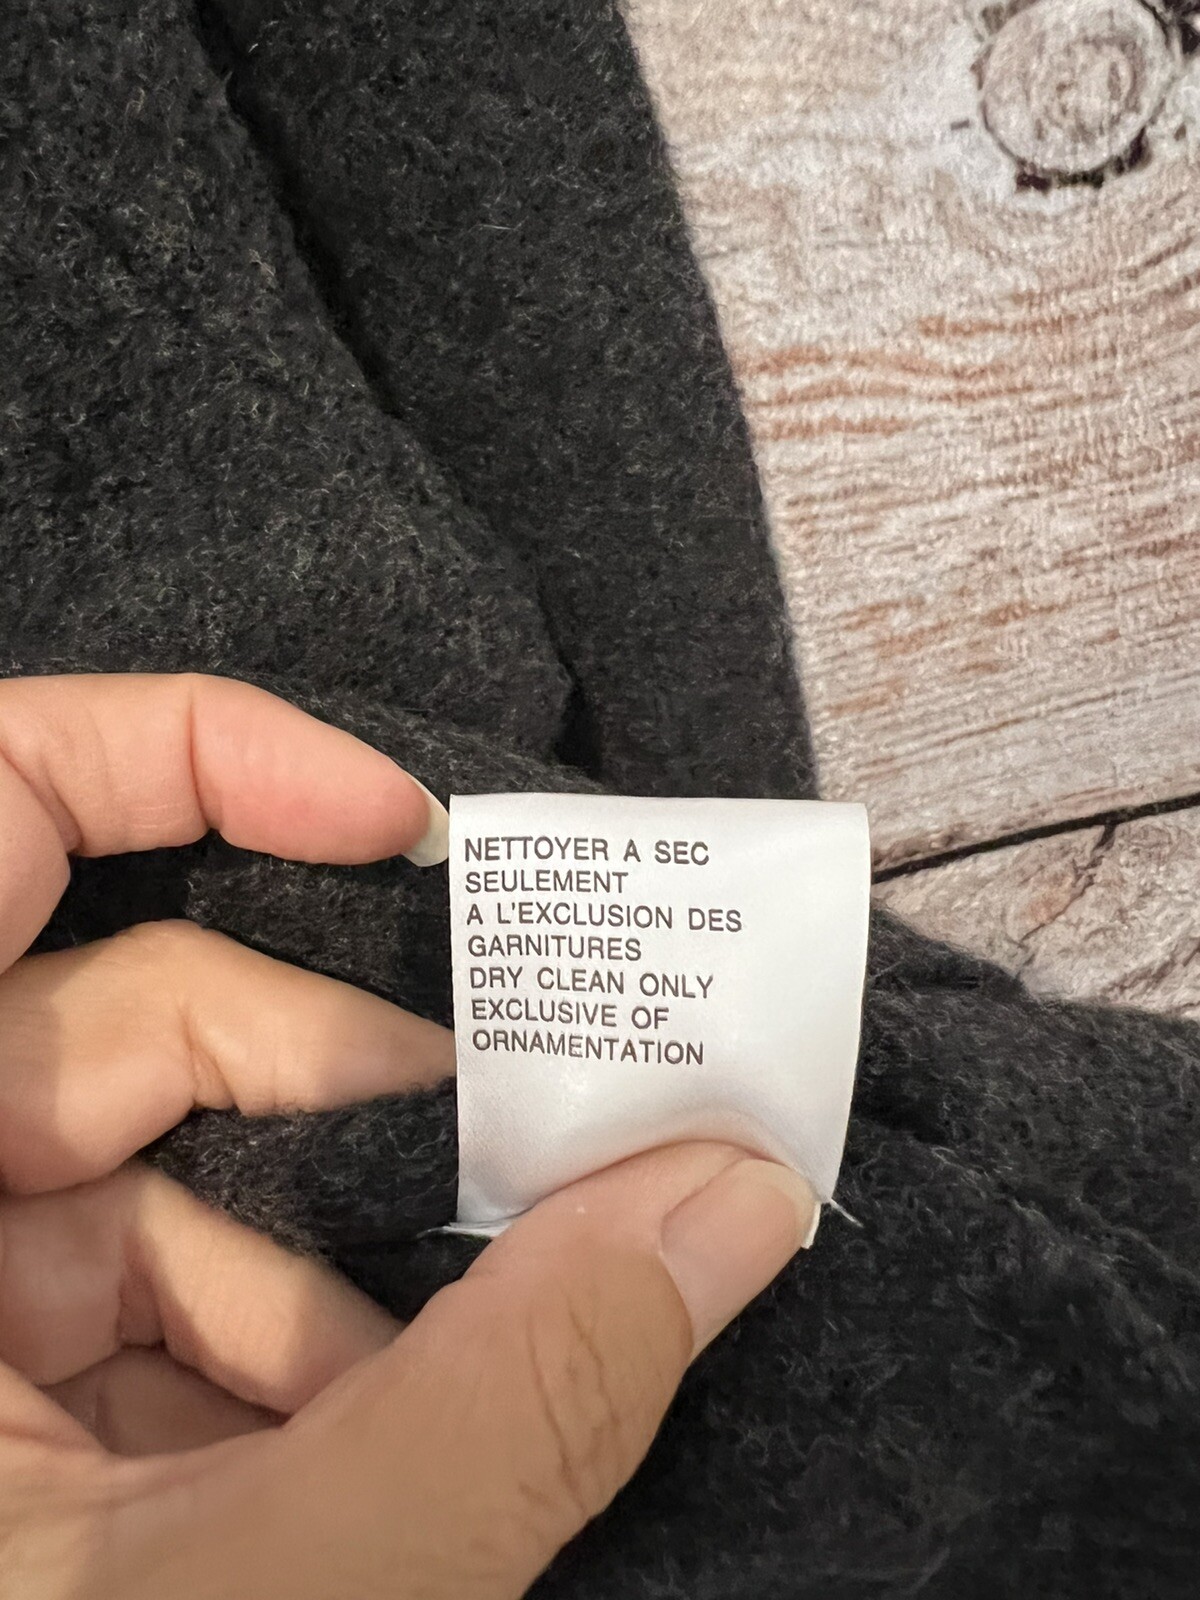 NETTOYER A SEC
SEULEMENT
A L'EXCLUSION DES
GARNITURES
DRY CLEAN ONLY
EXCLUSIVE OF
ORNAMENTATION